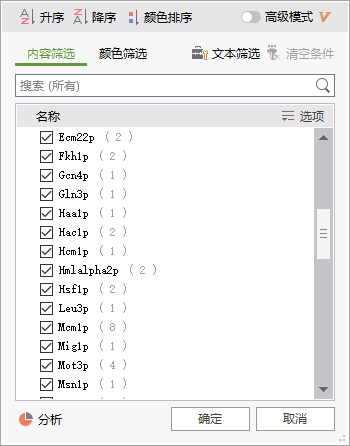 升序 降序 颜色排序 高级模式
内容筛选 颜色筛选 文本筛选 清空条件
搜索 (所有)
名称 选项
Ecm22p ( 2 )
Fkh1p ( 2 )
Gcn4p ( 1 )
Gln3p ( 1 )
Haa1p ( 1 )
Hac1p ( 2 )
Hcm1p ( 1 )
Hmlalpha2p ( 2 )
Hsf1p ( 2 )
Leu3p ( 1 )
Mcm1p ( 8 )
Mig1p ( 1 )
Mot3p ( 4 )
Msn1p ( 1 )
分析 确定 取消